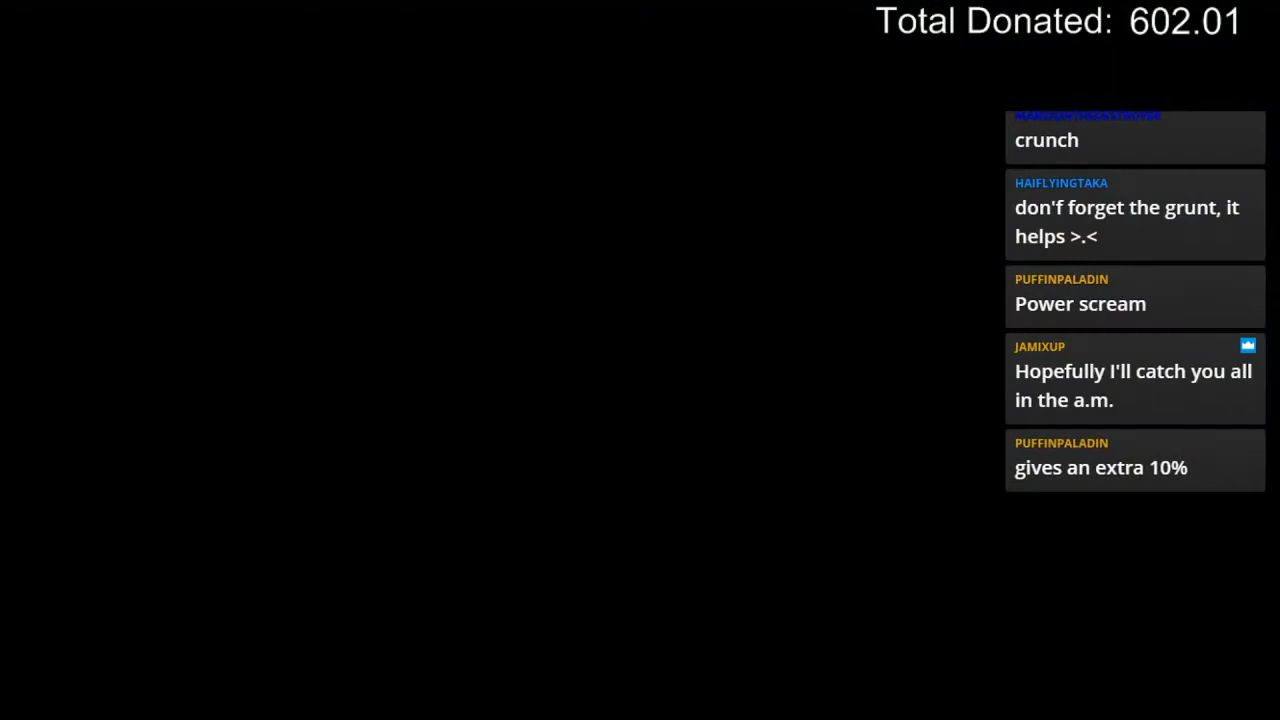 Total Donated: 602.01
crunch
HAIFLYINGTAKA
don'f forget the grunt, it
helps >.<
PUFFINPALADIN
Power scream
JAMIXUP
Hopefully I'll catch you all
in the a.m.
PUFFINPALADIN
gives an extra 10%